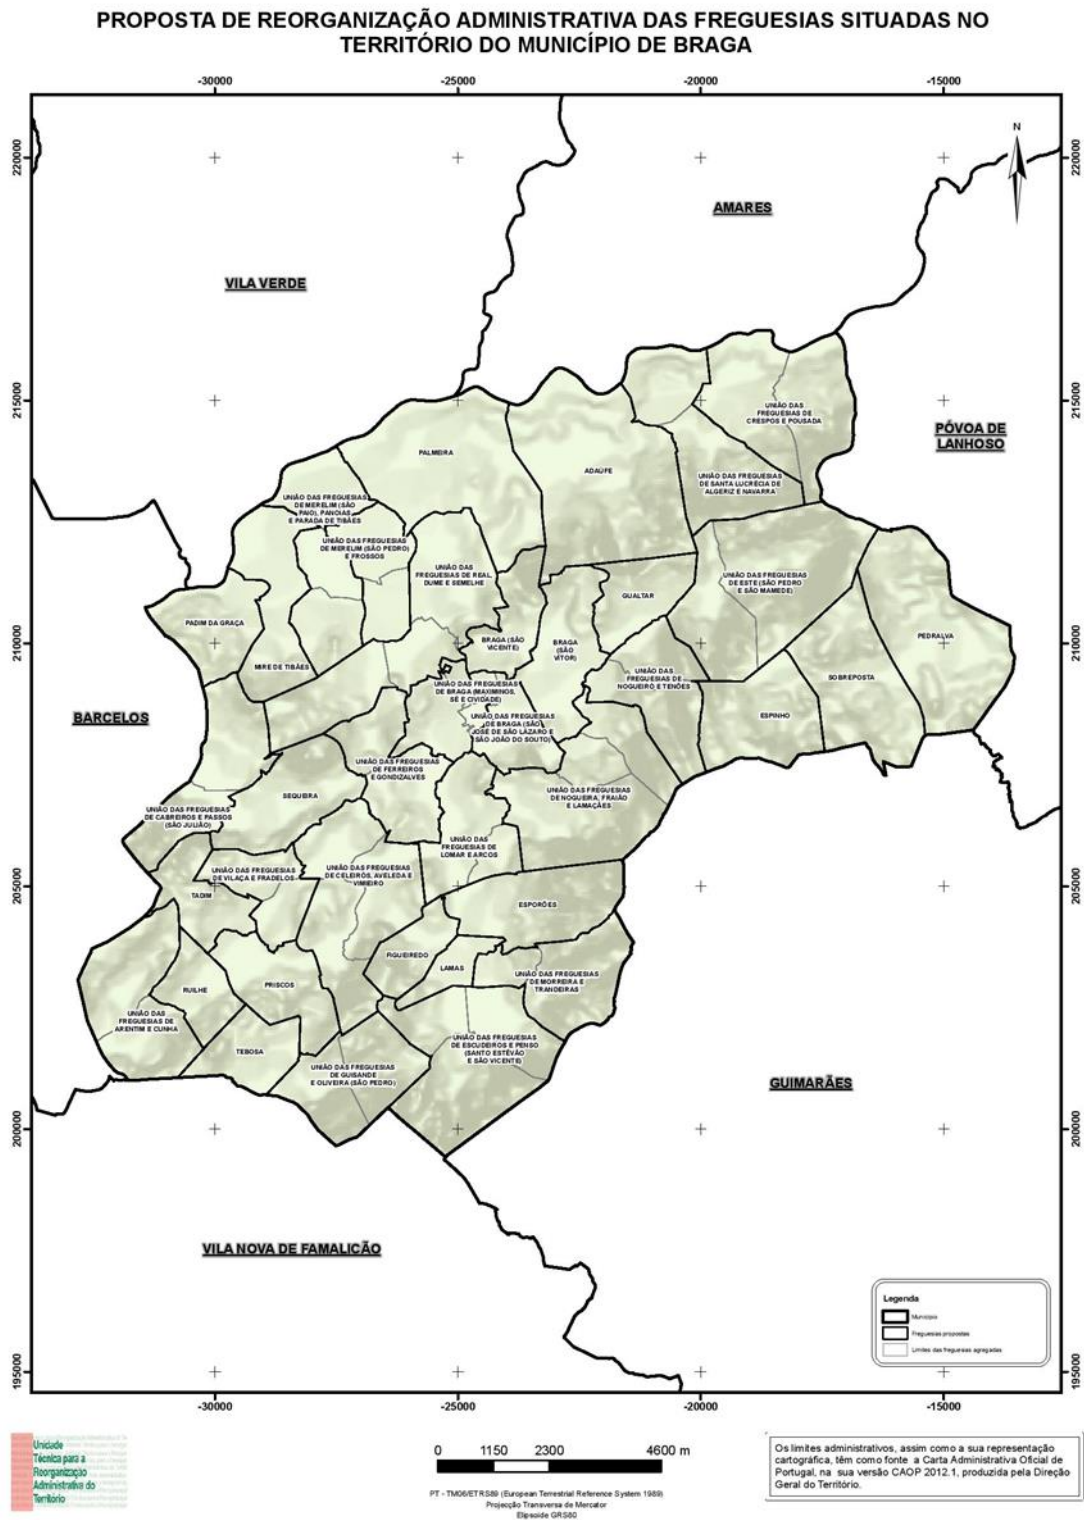 PROPOSTA DE REORGANIZAÇÃO ADMINISTRATIVA DAS FREGUESIAS SITUADAS NO
TERRITÓRIO DO MUNICÍPIO DE BRAGA
-30000
-25000
-20000
-15000
220000
220000
N
AMARES
VILA VERDE
215000
215000
UNIÃO DAS
FREGUESIAS DE
CRESPOS E POUSADA
PÓVOA DE
LANHOSO
PALMEIRA
ADAÚFE
UNIÃO DAS FREGUESIAS
DE SANTA LUCRÉCIA DE
ALGERIZ E NAVARRA
UNIÃO DAS FREGUESIAS
DE MERELIM (SÃO
PAIO), PANOIAS
E PARADA DE TIBÃES
UNIÃO DAS FREGUESIAS
DE MERELIM (SÃO PEDRO)
E FROSSOS
UNIÃO DAS
FREGUESIAS DE REAL,
DUME E SEMELHE
UNIÃO DAS FREGUESIAS
DE ESTE (SÃO PEDRO
E SÃO MAMEDE)
GUALTAR
PADIM DA GRAÇA
PEDRALVA
210000
210000
BRAGA (SÃO
VICENTE)
BRAGA
(SÃO
VÍTOR)
MIRE DE TIBÃES
UNIÃO DAS
FREGUESIAS DE
NOGUEIRÓ E TENÕES
SOBREPOSTA
UNIÃO DAS FREGUESIAS
DE BRAGA (MAXIMINOS,
SÉ E CIVIDADE)
BARCELOS
ESPINHO
UNIÃO DAS FREGUESIAS
DE BRAGA (SÃO
JOSÉ DE SÃO LÁZARO E
SÃO JOÃO DO SOUTO)
UNIÃO DAS FREGUESIAS
DE FERREIROS
E GONDIZALVES
SEQUEIRA
UNIÃO DAS FREGUESIAS
DE NOGUEIRA, FRAIÃO
E LAMAÇÃES
UNIÃO DAS FREGUESIAS
DE CABREIROS E PASSOS
(SÃO JULIÃO)
UNIÃO DAS
FREGUESIAS DE
LOMAR E ARCOS
UNIÃO DAS FREGUESIAS
DE VILAÇA E FRADELOS
UNIÃO DAS FREGUESIAS
DE CELEIRÓS, AVELEDA E
VIMIEIRO
205000
205000
TADIM
ESPORÕES
FIGUEIREDO
LAMAS
UNIÃO DAS FREGUESIAS
DE MORREIRA E
TRANDEIRAS
RUILHE
PRISCOS
UNIÃO DAS
FREGUESIAS DE
ARENTIM E CUNHA
UNIÃO DAS FREGUESIAS
DE ESCUDEIROS E PENSO
(SANTO ESTÊVÃO
E SÃO VICENTE)
TEBOSA
UNIÃO DAS FREGUESIAS
DE GUISANDE
E OLIVEIRA (SÃO PEDRO)
GUIMARÃES
200000
200000
VILA NOVA DE FAMALICÃO
Legenda
Município
Freguesias propostas
Limites das freguesias agregadas
195000
195000
-30000
-25000
-20000
-15000
Unidade
Técnica para a
Reorganização
Administrativa do
Território
0 1150 2300 4600 m
PT - TM06/ETRS89 (European Terrestrial Reference System 1989)
Projecção Transversa de Mercator
Elipsoide GRS80
Os limites administrativos, assim como a sua representação
cartográfica, têm como fonte a Carta Administrativa Oficial de
Portugal, na sua versão CAOP 2012.1, produzida pela Direção
Geral do Território.